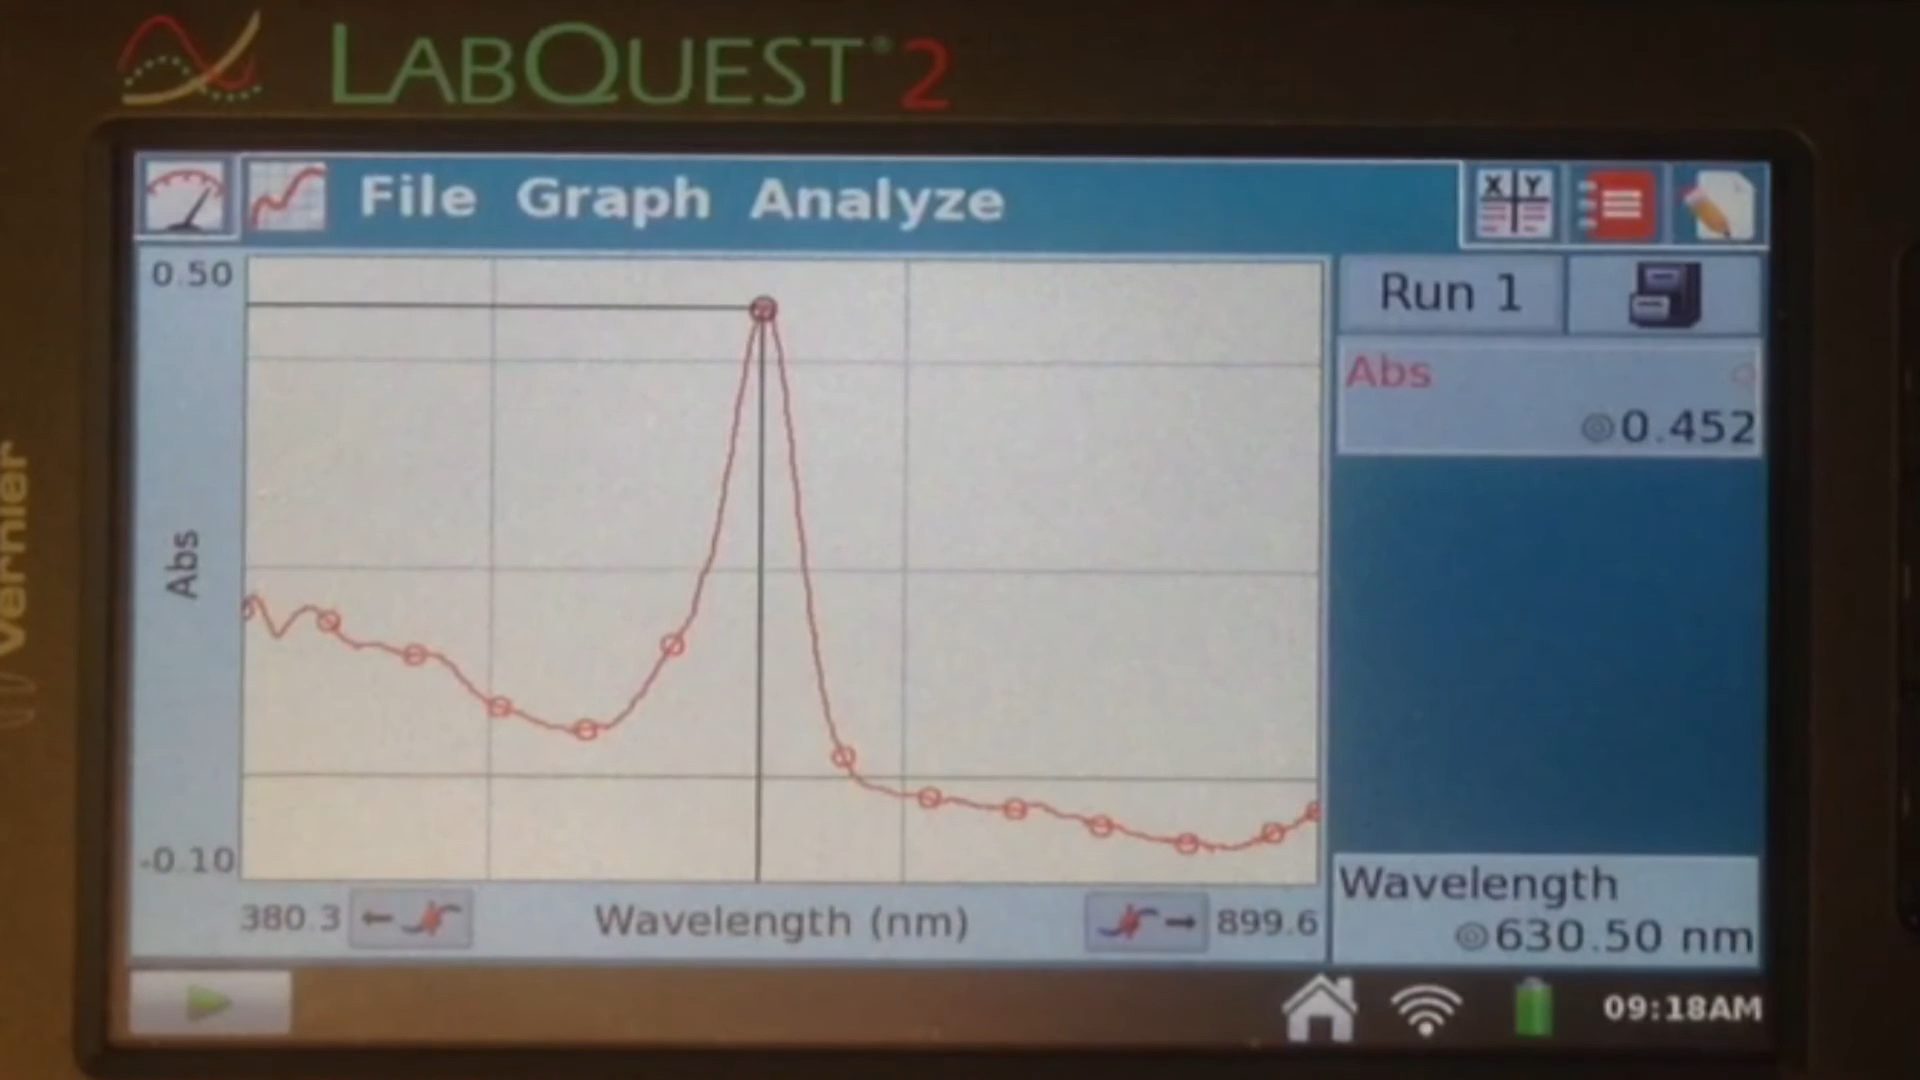 LABQUEST® 2
Vernier
File Graph Analyze
X Y
0.50
Run 1
Abs
0.452
Abs
-0.10
380.3
Wavelength (nm)
899.6
Wavelength
630.50 nm
09:18AM